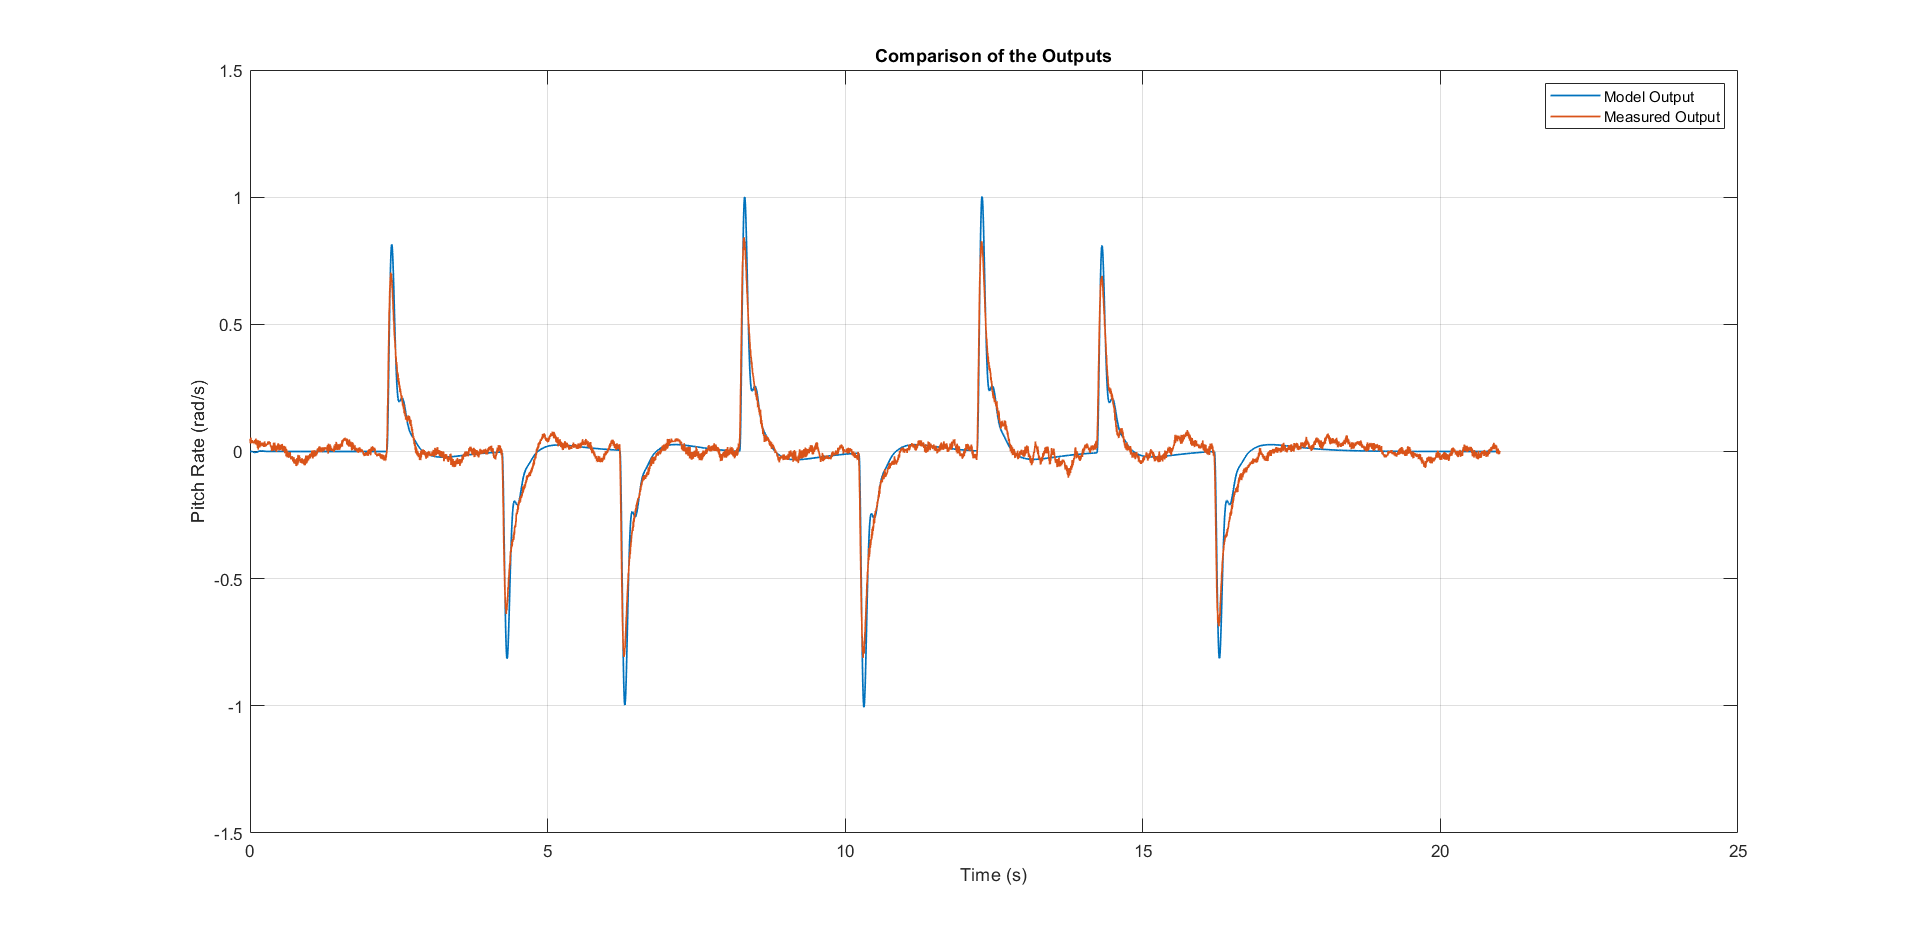 Comparison of the Outputs
1.5
1
0.5
0
-0.5
-1
-1.5
Pitch Rate (rad/s)
Model Output
Measured Output
0 5 10 15 20 25
Time (s)